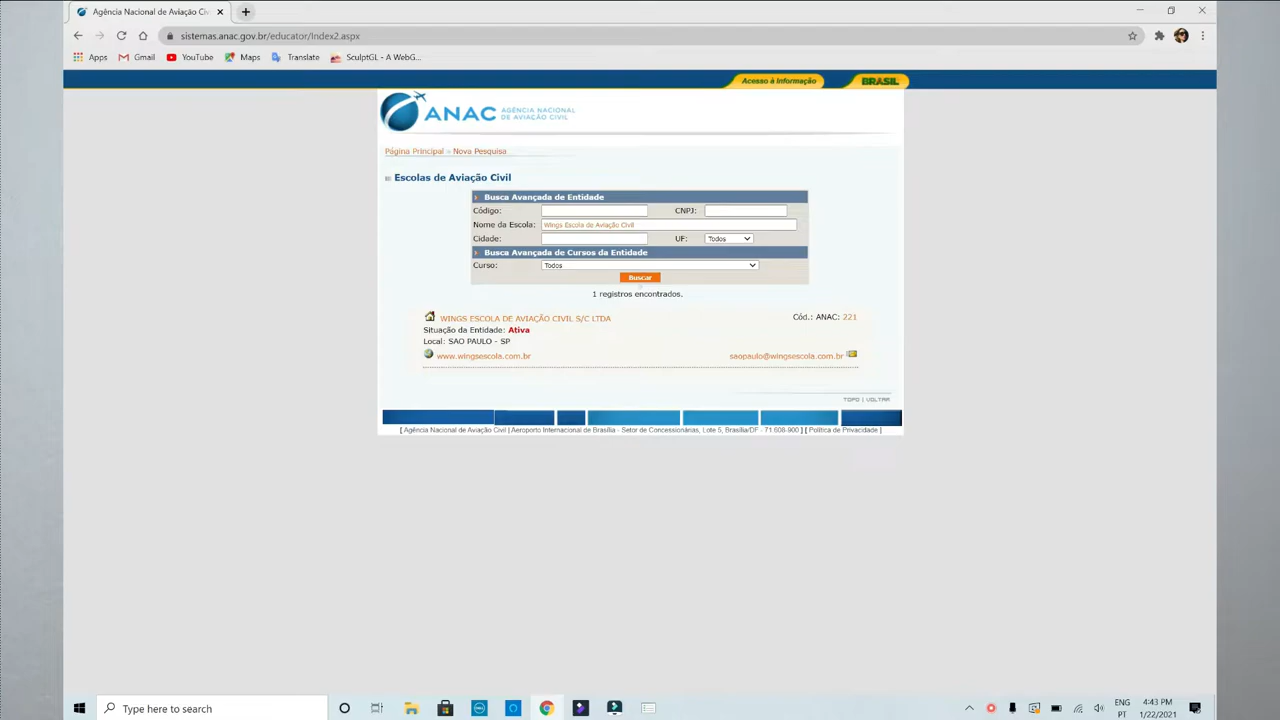 Agência Nacional de Aviação Civi
sistemas.anac.gov.br/educator/Index2.aspx
Apps Gmail YouTube Maps Translate SculptGL - A WebG...
Acesso à Informação BRASIL
ANAC AGÊNCIA NACIONAL
DE AVIAÇÃO CIVIL
Página Principal » Nova Pesquisa
Escolas de Aviação Civil
Busca Avançada de Entidade
Código: CNPJ:
Nome da Escola: Wings Escola de Aviação Civil
Cidade: UF: Todos
Busca Avançada de Cursos da Entidade
Curso: Todos
Buscar
1 registros encontrados.
WINGS ESCOLA DE AVIAÇÃO CIVIL S/C LTDA Cód.: ANAC: 221
Situação da Entidade: Ativa
Local: SAO PAULO - SP
www.wingsescola.com.br saopaulo@wingsescola.com.br
TOPO | VOLTAR
[ Agência Nacional de Aviação Civil | Aeroporto Internacional de Brasília - Setor de Concessionárias, Lote 5, Brasília/DF - 71.608-900 ] [ Política de Privacidade ]
Type here to search
ENG 4:43 PM
PT 1/22/2021